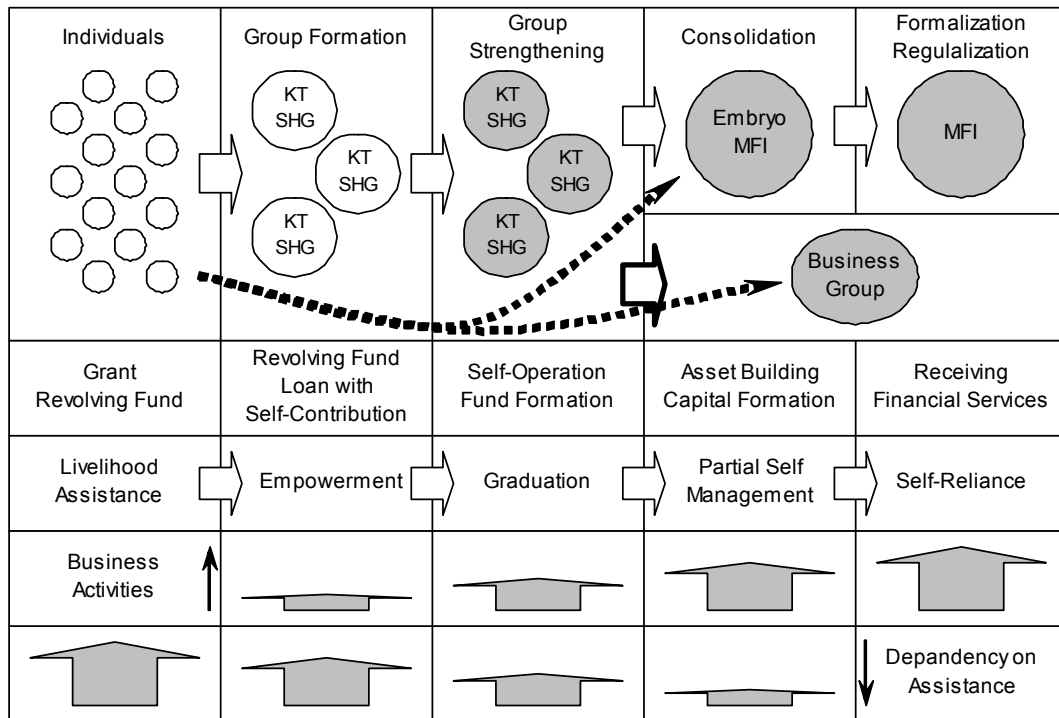 Individuals
Group Formation
Group
Strengthening
Consolidation
Formalization
Regulalization
KT
SHG
KT
SHG
KT
SHG
KT
SHG
KT
SHG
KT
SHG
Embryo
MFI
MFI
Business
Group
Grant
Revolving Fund
Revolving Fund
Loan with
Self-Contribution
Self-Operation
Fund Formation
Asset Building
Capital Formation
Receiving
Financial Services
Livelihood
Assistance
Empowerment
Graduation
Partial Self
Management
Self-Reliance
Business
Activities
Depandency on
Assistance